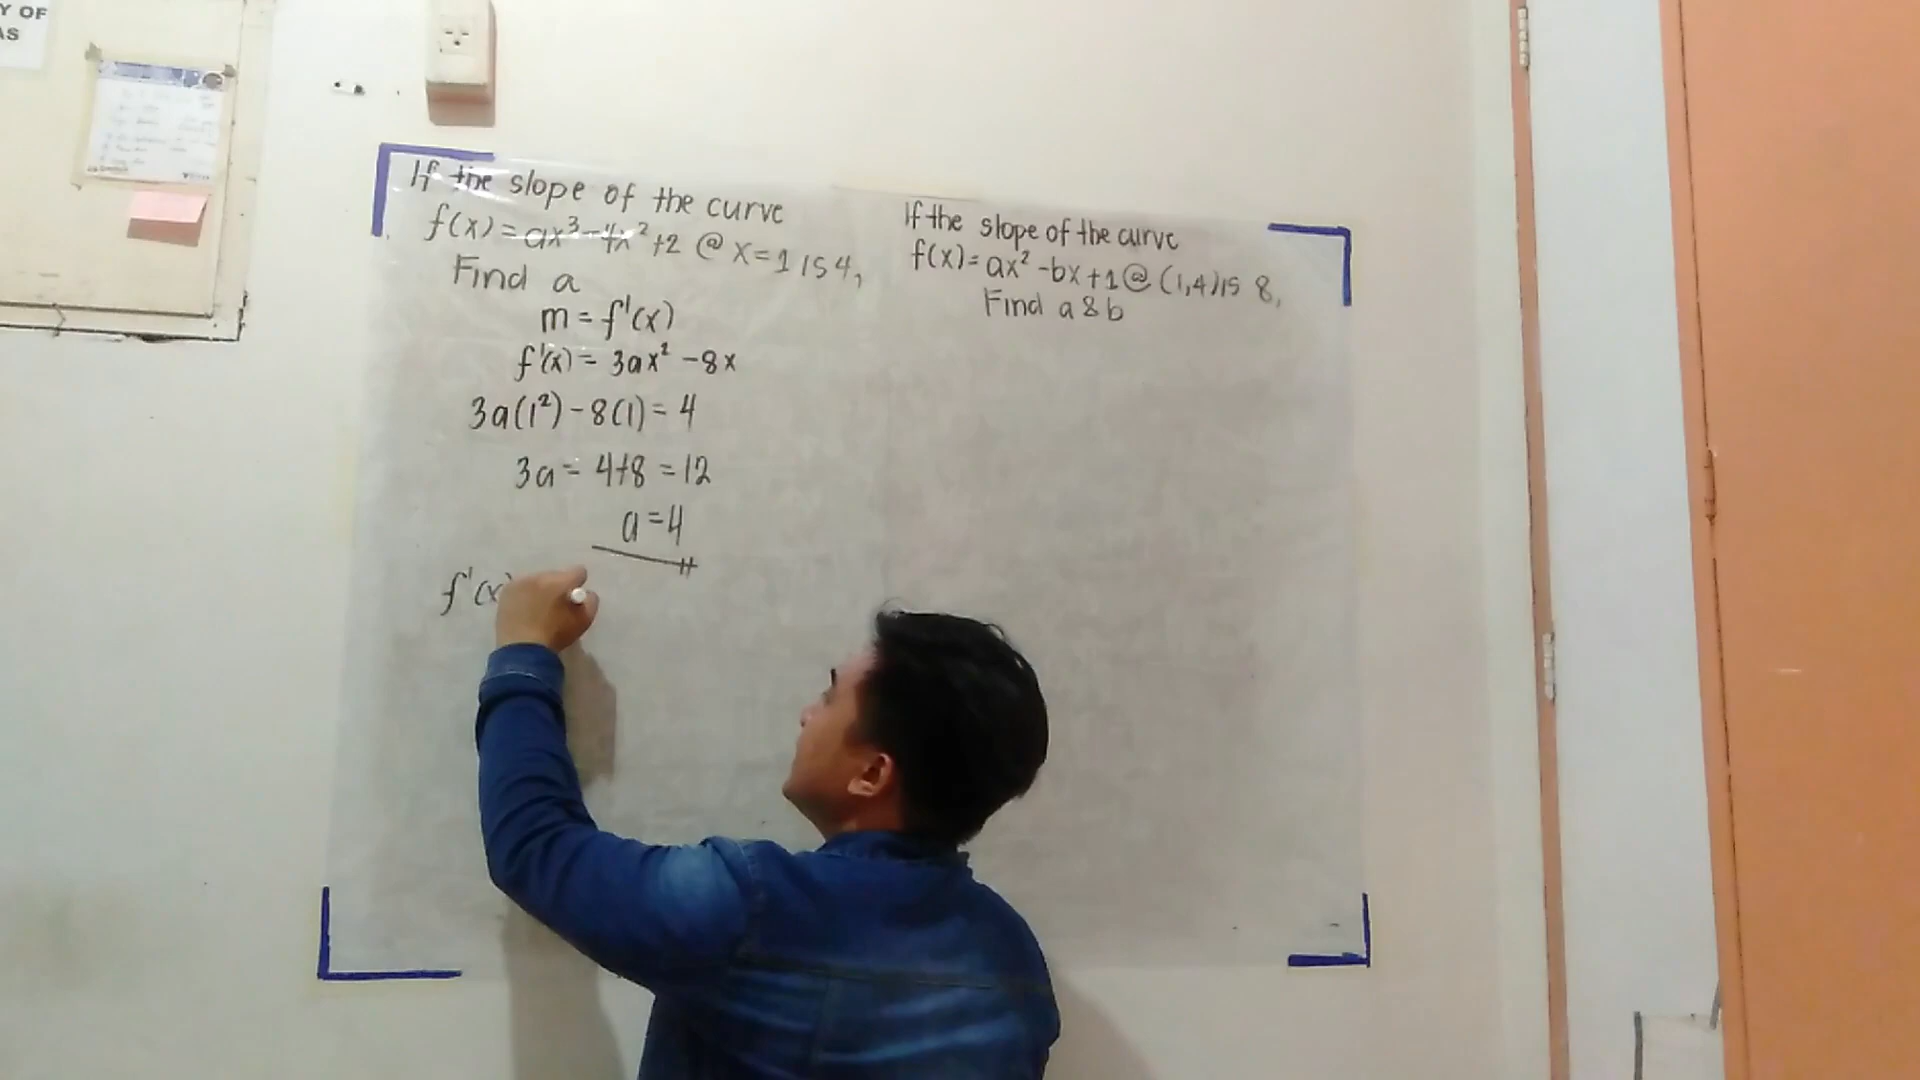 Y OF
AS
If the slope of the curve
f(x) = ax³ - 4x² + 2 @ x = 1 is 4,
Find a
m = f'(x)
f'(x) = 3ax² - 8x
3a(1²) - 8(1) = 4
3a = 4+8 = 12
a = 4
f'(x)
If the slope of the curve
f(x) = ax² - bx + 1 @ (1,4) is 8,
Find a & b